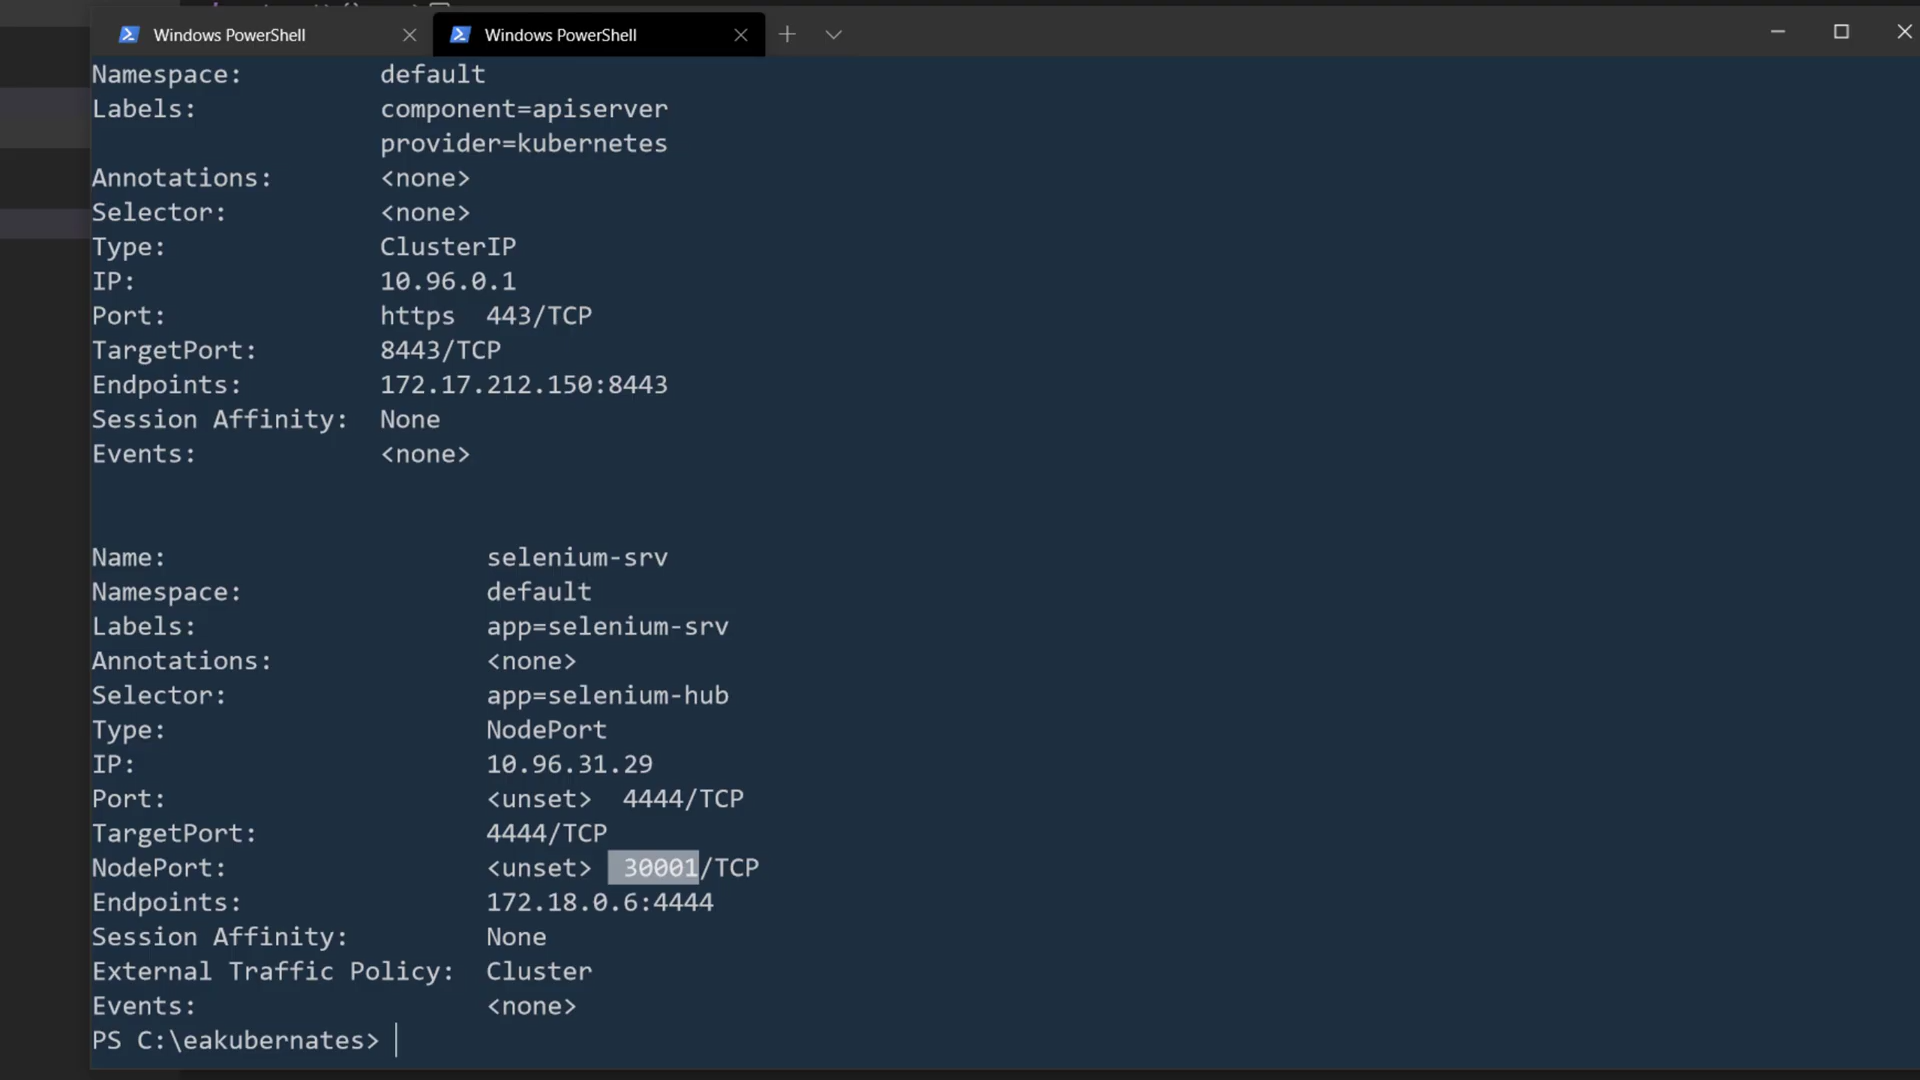 Windows PowerShell
Windows PowerShell
Namespace: default
Labels: component=apiserver
provider=kubernetes
Annotations: <none>
Selector: <none>
Type: ClusterIP
IP: 10.96.0.1
Port: https 443/TCP
TargetPort: 8443/TCP
Endpoints: 172.17.212.150:8443
Session Affinity: None
Events: <none>
Name: selenium-srv
Namespace: default
Labels: app=selenium-srv
Annotations: <none>
Selector: app=selenium-hub
Type: NodePort
IP: 10.96.31.29
Port: <unset> 4444/TCP
TargetPort: 4444/TCP
NodePort: <unset> 30001/TCP
Endpoints: 172.18.0.6:4444
Session Affinity: None
External Traffic Policy: Cluster
Events: <none>
PS C:\eakubernates>